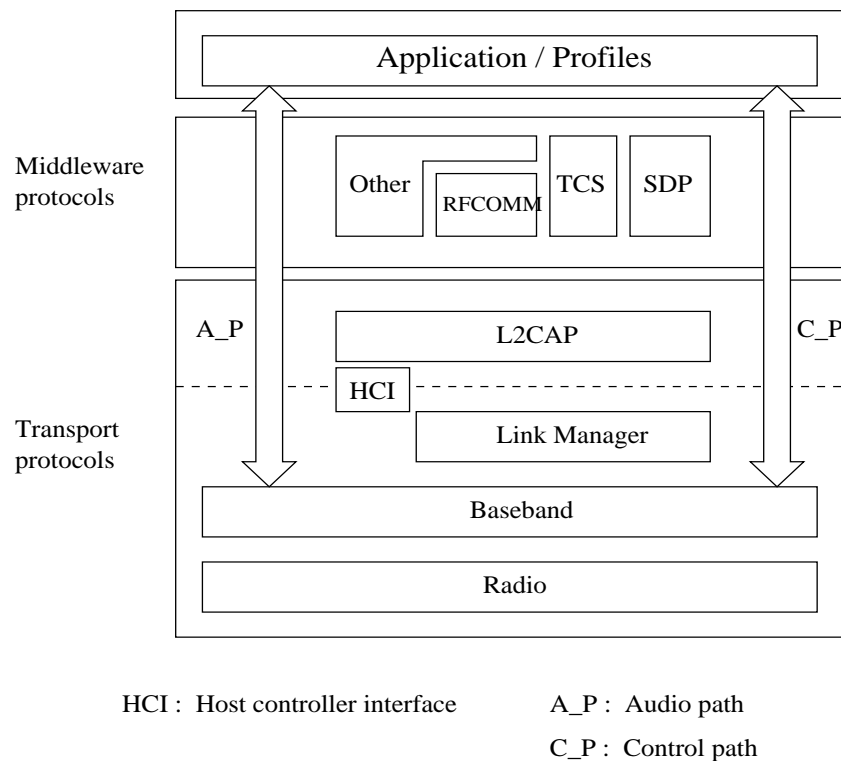 Application / Profiles
Middleware
protocols
Other
RFCOMM
TCS
SDP
A_P
L2CAP
C_P
HCI
Transport
protocols
Link Manager
Baseband
Radio
HCI : Host controller interface
A_P : Audio path
C_P : Control path